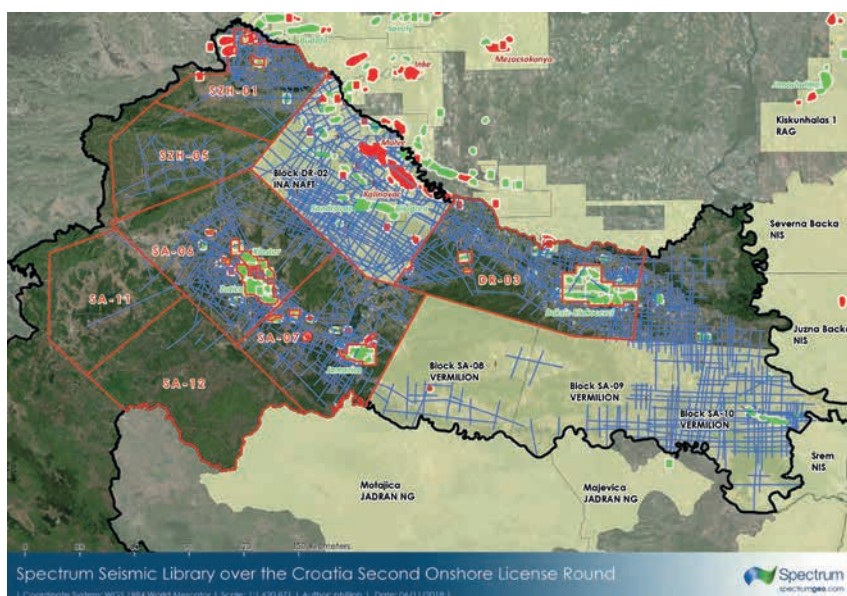 Mezocsokonya
Inke
SZH-01
Kiskunhalas 1
RAG
Molve
SZH-05
Block DR-02
INA NAFT
Kalinovac
Severna Backa
NIS
SA-06
DR-03
SA-11
Juzna Backa
NIS
SA-07
Block SA-08
VERMILION
Block SA-09
VERMILION
SA-12
Block SA-10
VERMILION
Srem
NIS
Motajica
JADRAN NG
Majevica
JADRAN NG
Spectrum Seismic Library over the Croatia Second Onshore License Round
Spectrum
spectrumgeo.com